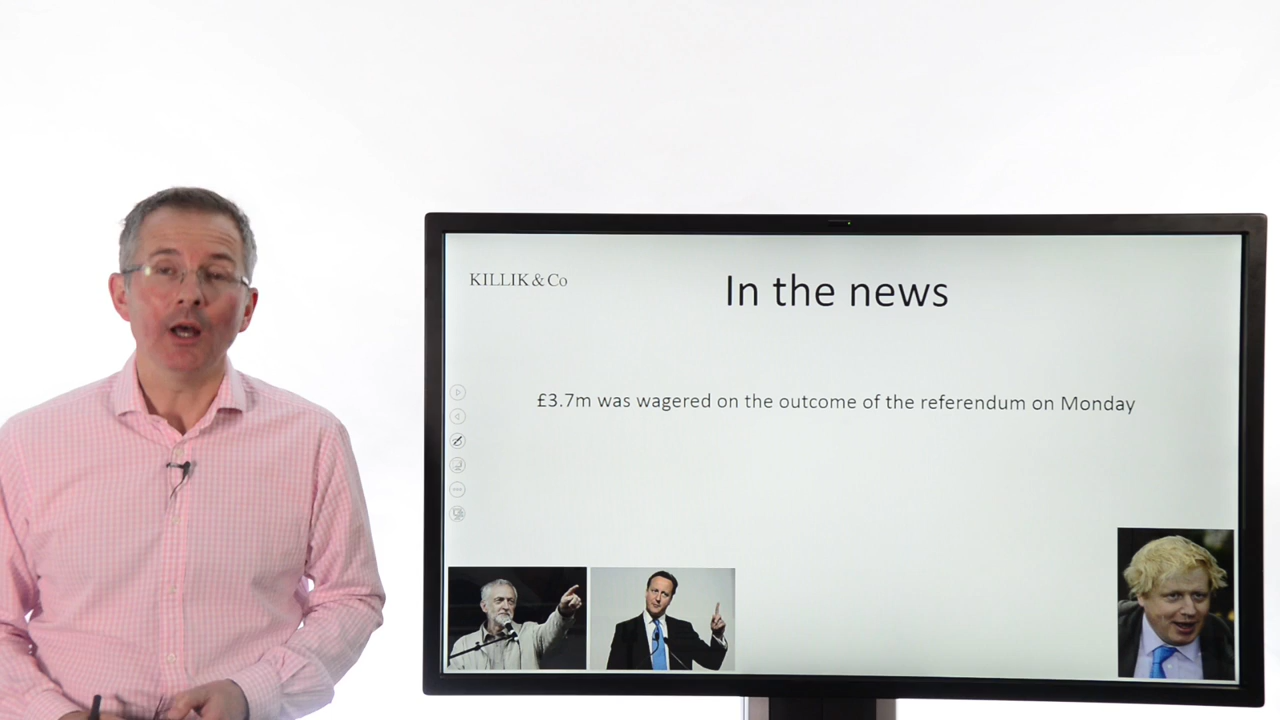 KILLIK & Co
In the news
£3.7m was wagered on the outcome of the referendum on Monday